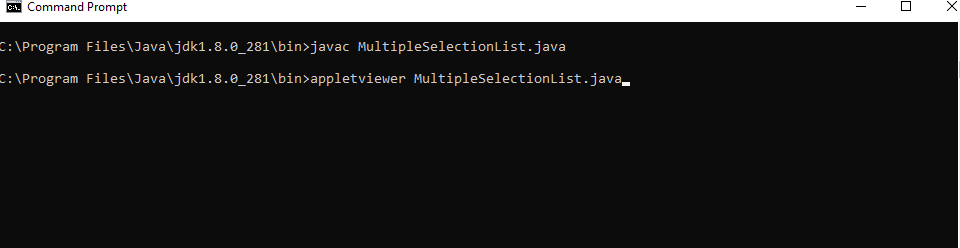 Command Prompt
C:\Program Files\Java\jdk1.8.0_281\bin>javac MultipleSelectionList.java
C:\Program Files\Java\jdk1.8.0_281\bin>appletviewer MultipleSelectionList.java